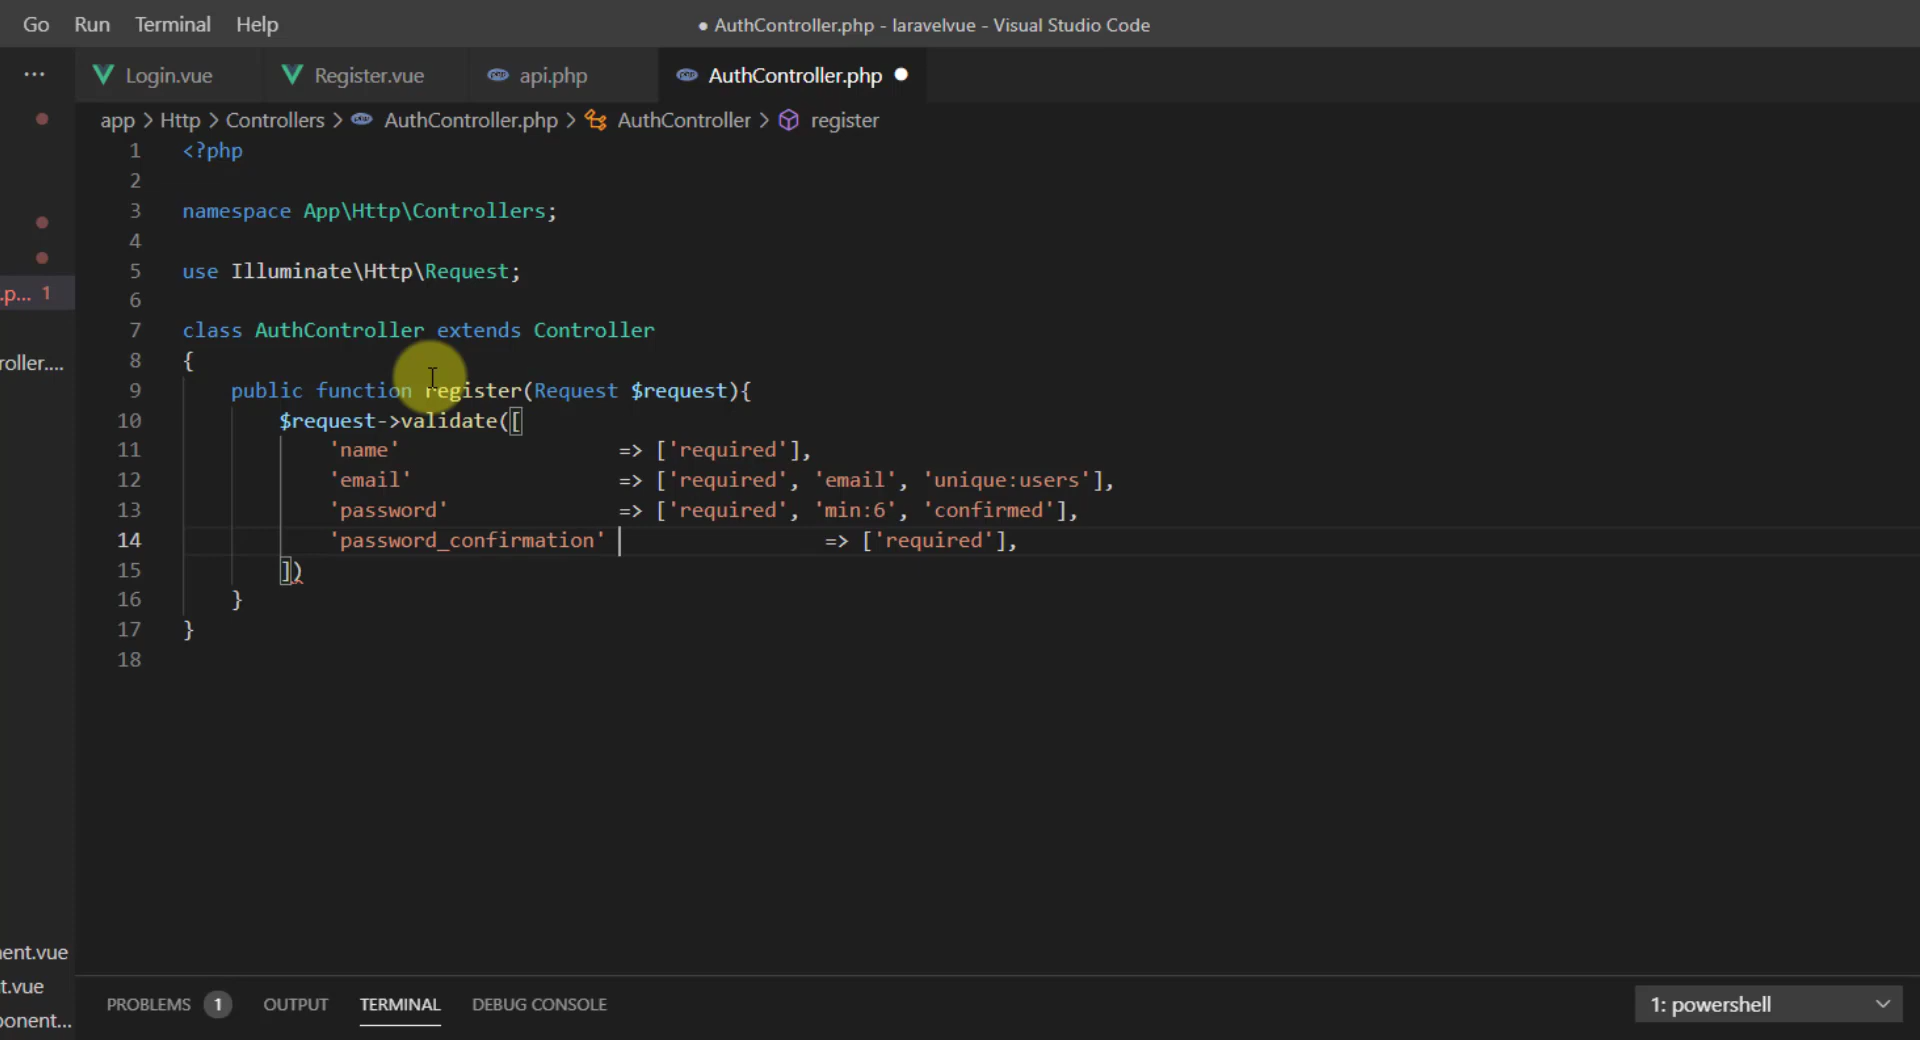 Go Run Terminal Help
● AuthController.php - laravelvue - Visual Studio Code
... Login.vue Register.vue api.php AuthController.php ●
app > Http > Controllers > AuthController.php > AuthController > register
.p... 1
roller....
1 <?php
2
3 namespace App\Http\Controllers;
4
5 use Illuminate\Http\Request;
6
7 class AuthController extends Controller
8 {
9 public function register(Request $request){
10 $request->validate([
11 'name' => ['required'],
12 'email' => ['required', 'email', 'unique:users'],
13 'password' => ['required', 'min:6', 'confirmed'],
14 'password_confirmation' => ['required'],
15 ])
16 }
17 }
18
nent.vue
t.vue
ponent...
PROBLEMS 1 OUTPUT TERMINAL DEBUG CONSOLE 1: powershell